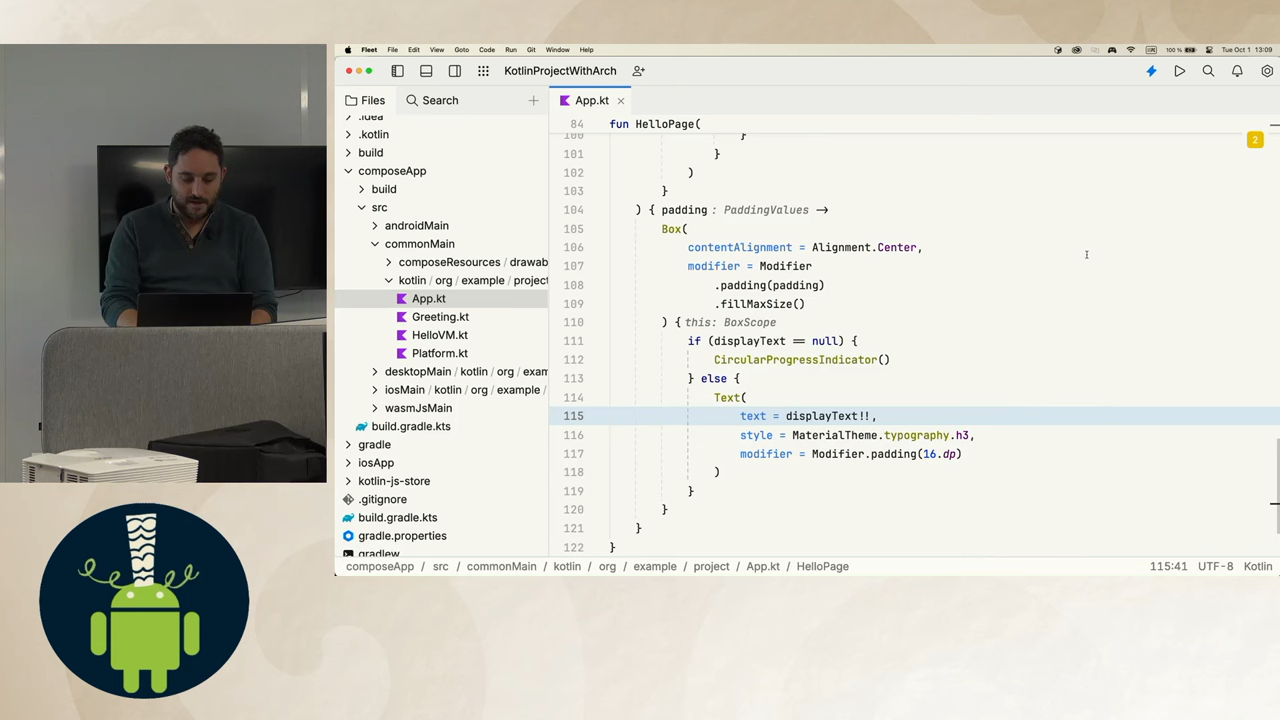 Fleet File Edit View Goto Code Run Git Window Help 100 % Tue Oct 1 13:09
KotlinProjectWithArch
Files Search App.kt
84 fun HelloPage(
.idea
.kotlin
build
composeApp
build
src
androidMain
commonMain
composeResources / drawab
kotlin / org / example / project
App.kt
Greeting.kt
HelloVM.kt
Platform.kt
desktopMain / kotlin / org / exam
iosMain / kotlin / org / example /
wasmJsMain
build.gradle.kts
gradle
iosApp
kotlin-js-store
.gitignore
build.gradle.kts
gradle.properties
gradlew
2
100 }
101 }
102 )
103 }
104 ) { padding : PaddingValues ->
105 Box(
106 contentAlignment = Alignment.Center,
107 modifier = Modifier
108 .padding(padding)
109 .fillMaxSize()
110 ) { this: BoxScope
111 if (displayText == null) {
112 CircularProgressIndicator()
113 } else {
114 Text(
115 text = displayText!!,
116 style = MaterialTheme.typography.h3,
117 modifier = Modifier.padding(16.dp)
118 )
119 }
120 }
121 }
122 }
composeApp / src / commonMain / kotlin / org / example / project / App.kt / HelloPage 115:41 UTF-8 Kotlin